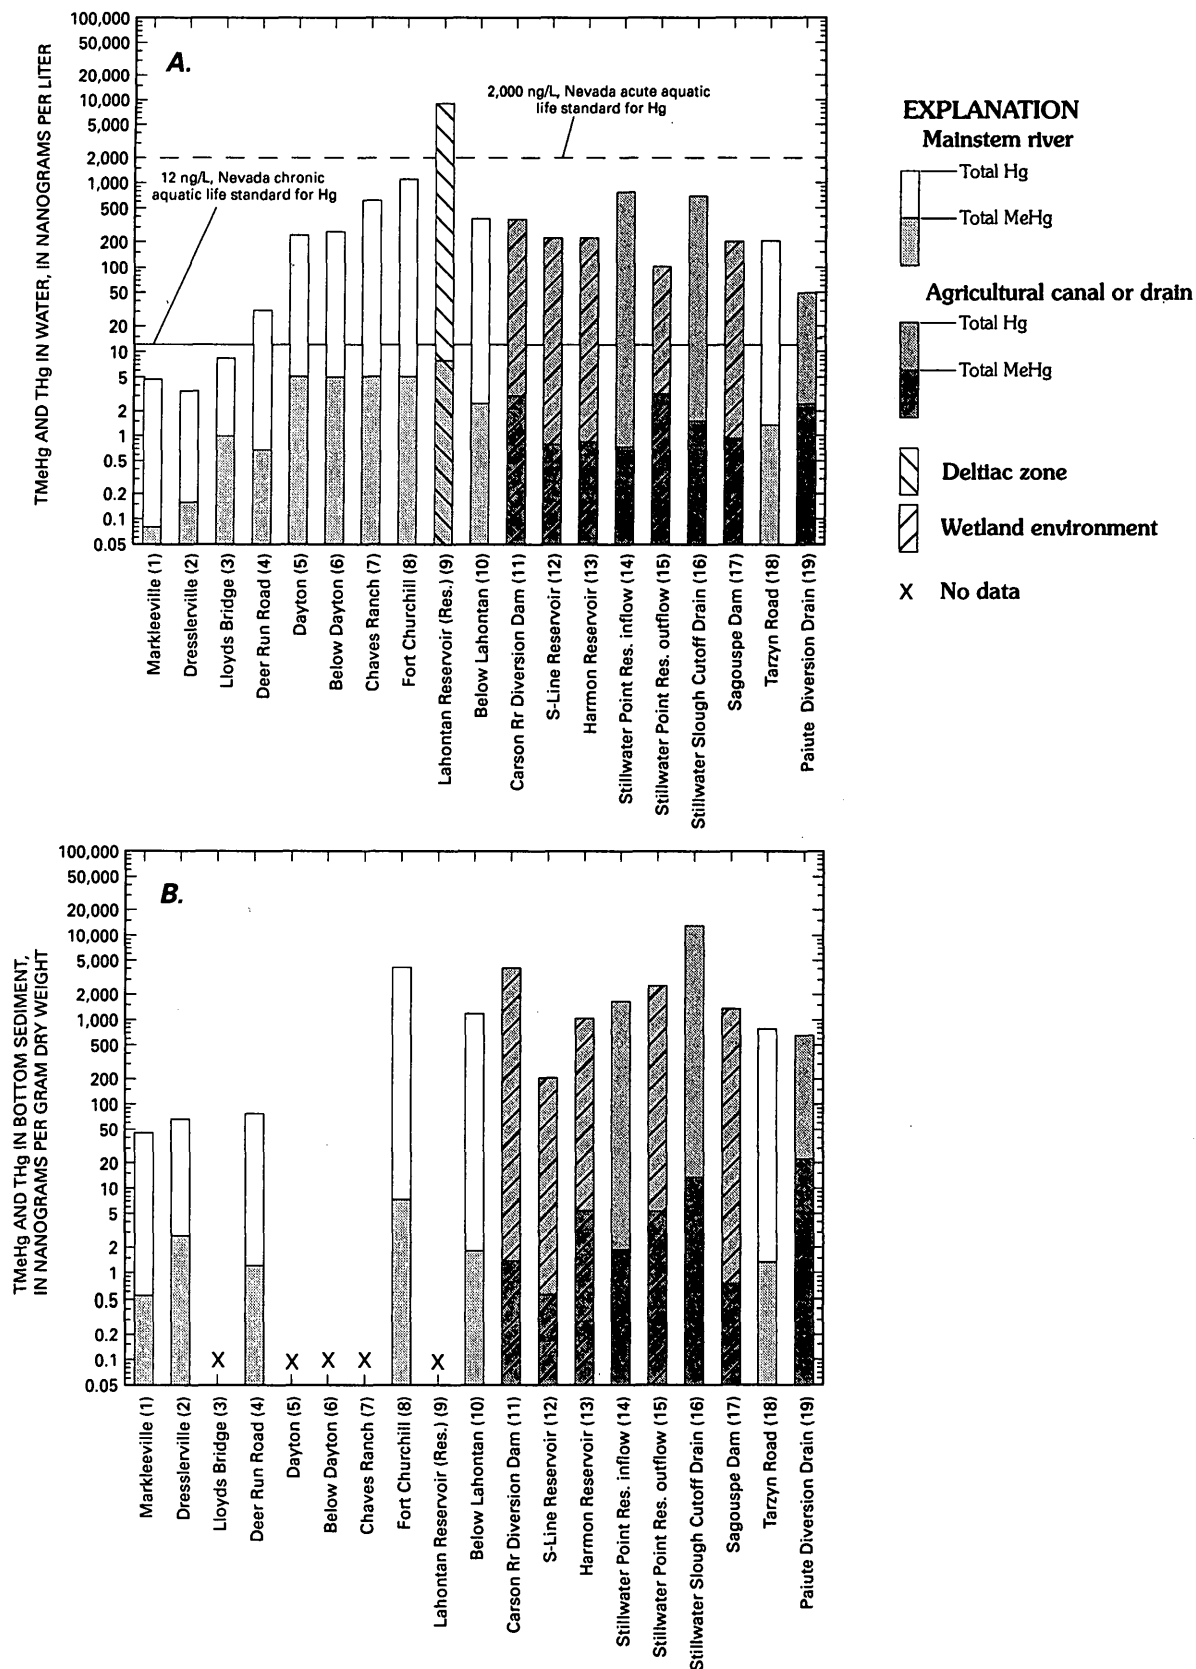 A.
TMeHg AND THg IN WATER, IN NANOGRAMS PER LITER
100,000
50,000
20,000
10,000
5,000
2,000
1,000
500
200
100
50
20
10
5
2
1
0.5
0.2
0.1
0.05
2,000 ng/L, Nevada acute aquatic
life standard for Hg
12 ng/L, Nevada chronic
aquatic life standard for Hg
Markleeville (1)
Dresslerville (2)
Lloyds Bridge (3)
Deer Run Road (4)
Dayton (5)
Below Dayton (6)
Chaves Ranch (7)
Fort Churchill (8)
Lahontan Reservoir (Res.) (9)
Below Lahontan (10)
Carson Rr Diversion Dam (11)
S-Line Reservoir (12)
Harmon Reservoir (13)
Stillwater Point Res. inflow (14)
Stillwater Point Res. outflow (15)
Stillwater Slough Cutoff Drain (16)
Sagouspe Dam (17)
Tarzyn Road (18)
Paiute Diversion Drain (19)
EXPLANATION
Mainstem river
Total Hg
Total MeHg
Agricultural canal or drain
Total Hg
Total MeHg
Deltiac zone
Wetland environment
X No data
B.
TMeHg AND THg IN BOTTOM SEDIMENT,
IN NANOGRAMS PER GRAM DRY WEIGHT
100,000
50,000
20,000
10,000
5,000
2,000
1,000
500
200
100
50
20
10
5
2
1
0.5
0.2
0.1
0.05
X
X
X
X
X
Markleeville (1)
Dresslerville (2)
Lloyds Bridge (3)
Deer Run Road (4)
Dayton (5)
Below Dayton (6)
Chaves Ranch (7)
Fort Churchill (8)
Lahontan Reservoir (Res.) (9)
Below Lahontan (10)
Carson Rr Diversion Dam (11)
S-Line Reservoir (12)
Harmon Reservoir (13)
Stillwater Point Res. inflow (14)
Stillwater Point Res. outflow (15)
Stillwater Slough Cutoff Drain (16)
Sagouspe Dam (17)
Tarzyn Road (18)
Paiute Diversion Drain (19)